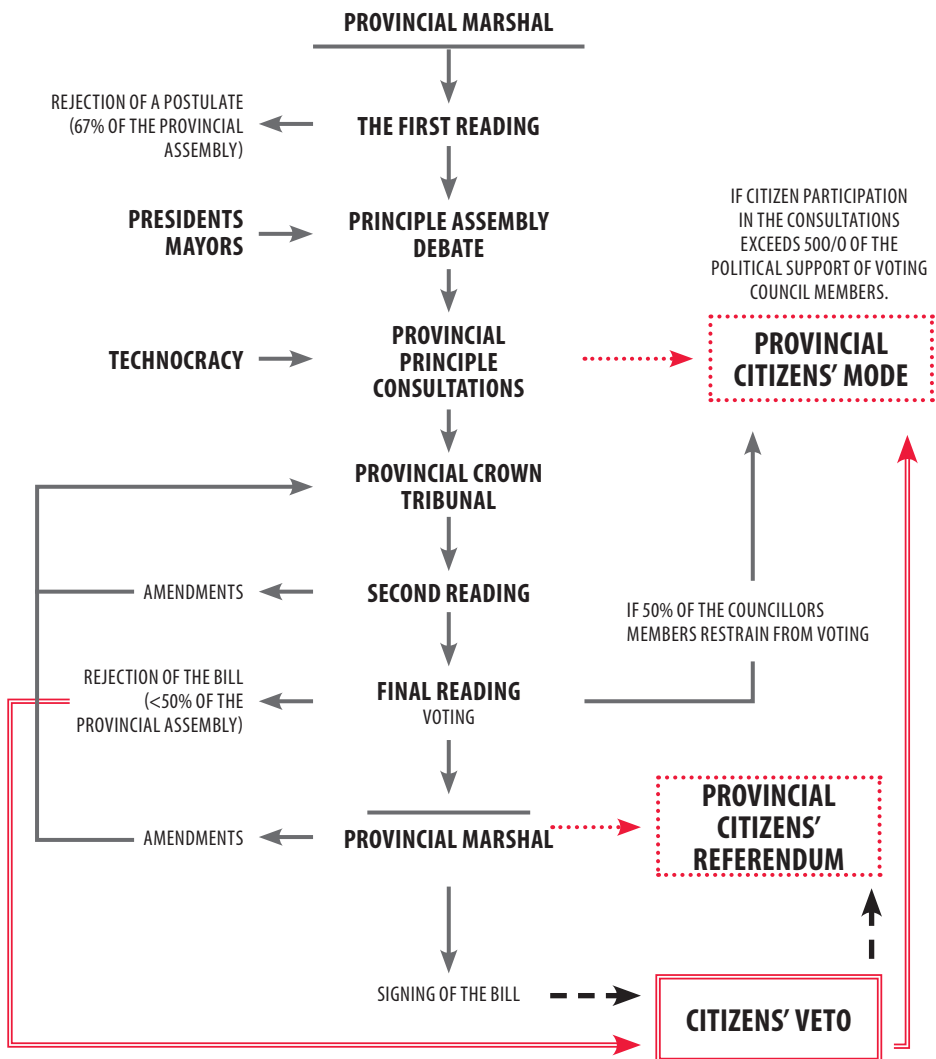 PROVINCIAL MARSHAL
REJECTION OF A POSTULATE
(67% OF THE PROVINCIAL
ASSEMBLY)
THE FIRST READING
PRESIDENTS
MAYORS
PRINCIPLE ASSEMBLY
DEBATE
IF CITIZEN PARTICIPATION
IN THE CONSULTATIONS
EXCEEDS 500/0 OF THE
POLITICAL SUPPORT OF VOTING
COUNCIL MEMBERS.
TECHNOCRACY
PROVINCIAL
PRINCIPLE
CONSULTATIONS
PROVINCIAL
CITIZENS’ MODE
PROVINCIAL CROWN
TRIBUNAL
AMENDMENTS
SECOND READING
IF 50% OF THE COUNCILLORS
MEMBERS RESTRAIN FROM VOTING
REJECTION OF THE BILL
(<50% OF THE
PROVINCIAL ASSEMBLY)
FINAL READING
VOTING
AMENDMENTS
PROVINCIAL MARSHAL
PROVINCIAL
CITIZENS’
REFERENDUM
SIGNING OF THE BILL
CITIZENS’ VETO